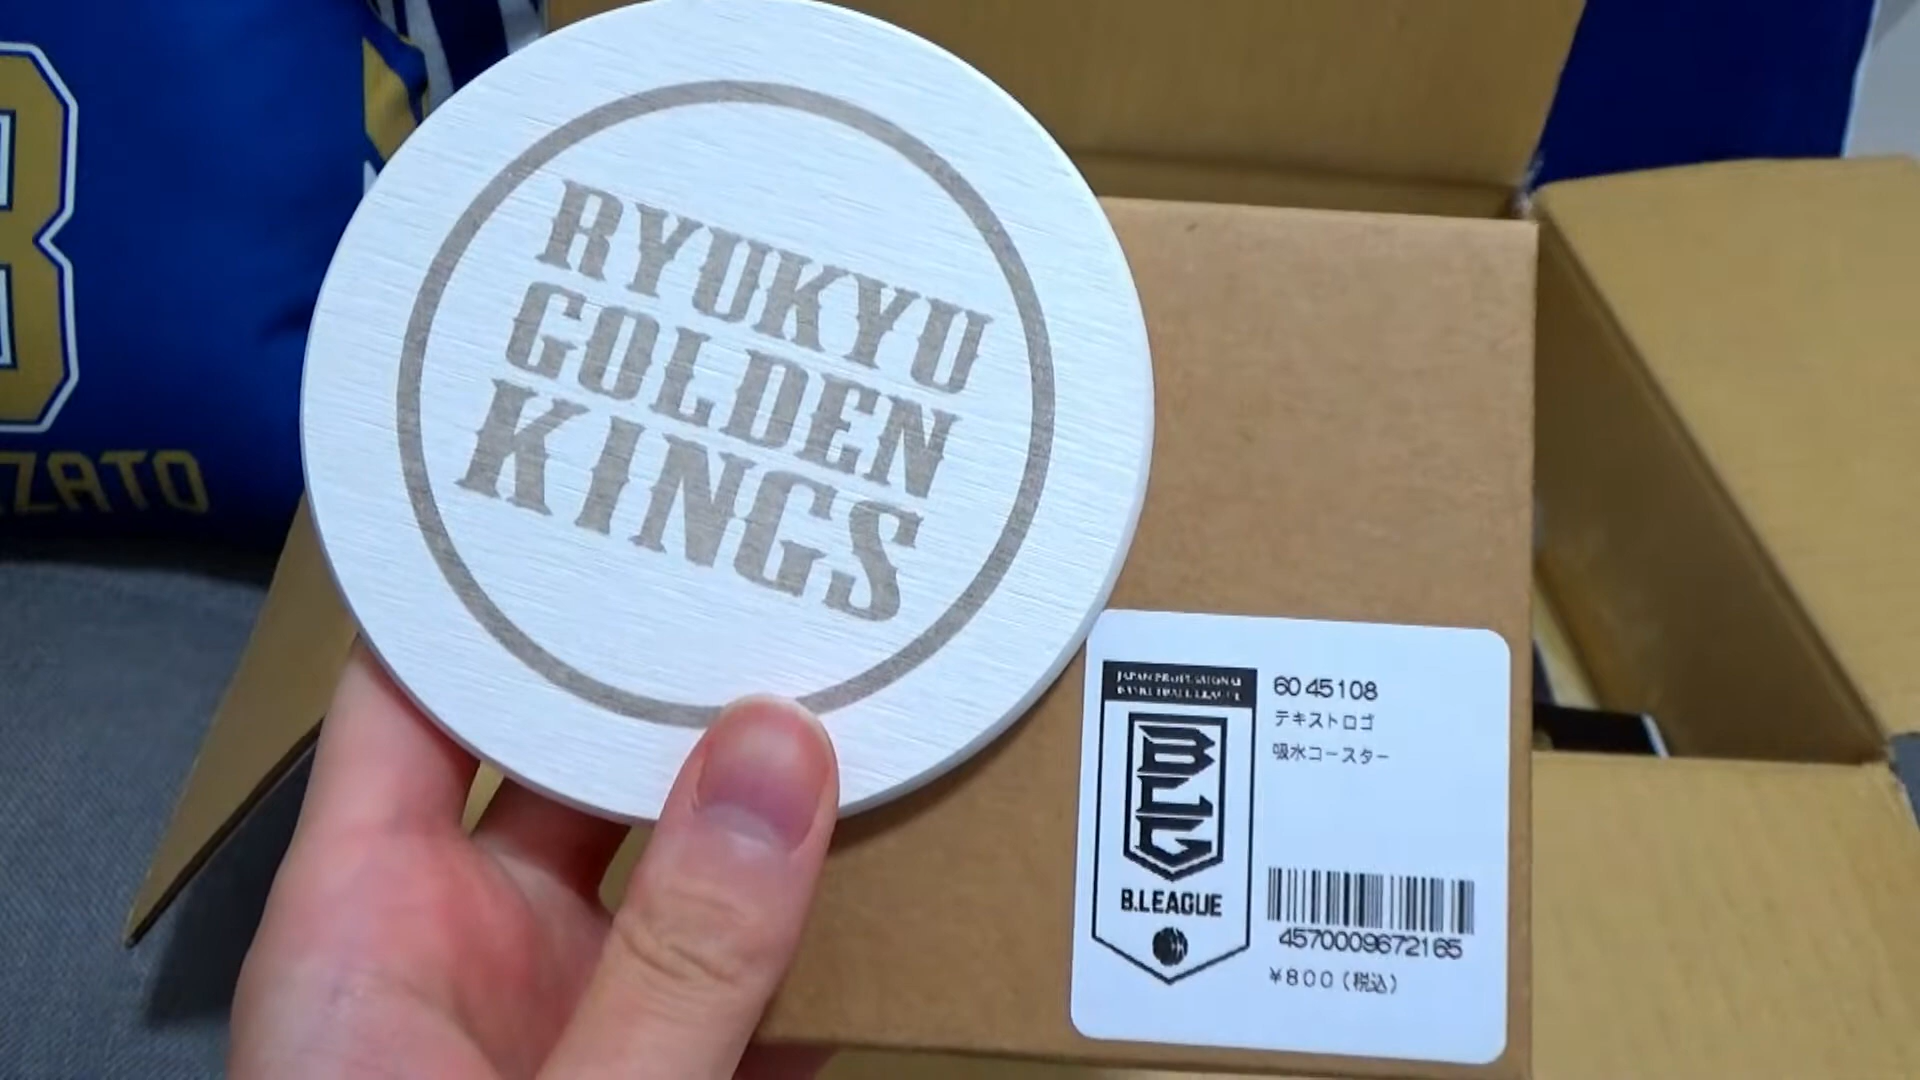 RYUKYU
GOLDEN
KINGS
ZATO
JAPAN PROFESSIONAL
BASKETBALL LEAGUE
B.LEAGUE
6045108
テキストロゴ
吸水コースター
4570009672165
¥800(税込)